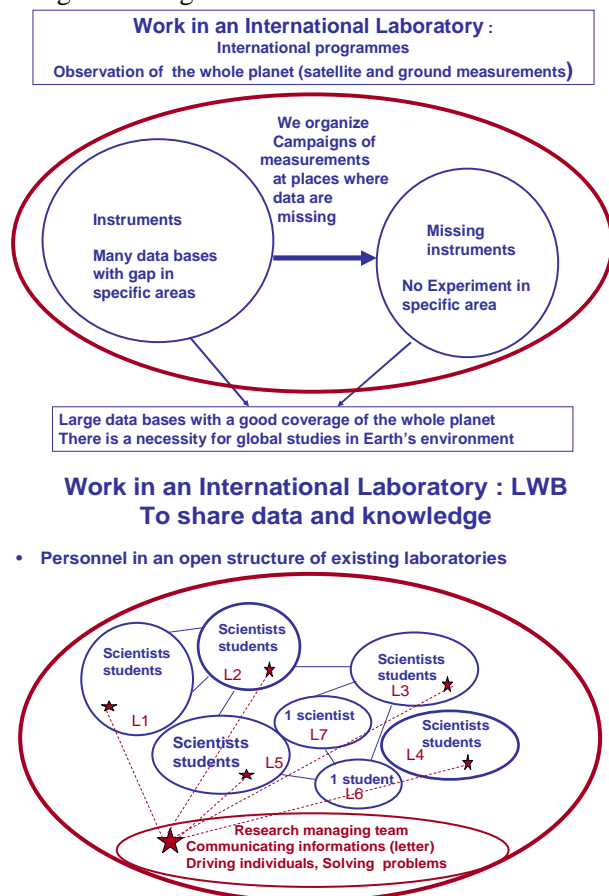 Work in an International Laboratory :
International programmes
Observation of the whole planet (satellite and ground measurements)
We organize
Campaigns of
measurements
at places where
data are
missing
Instruments
Many data bases
with gap in
specific areas
Missing
instruments
No Experiment in
specific area
Large data bases with a good coverage of the whole planet
There is a necessity for global studies in Earth's environment
Work in an International Laboratory : LWB
To share data and knowledge
• Personnel in an open structure of existing laboratories
Scientists
students
L1
Scientists
students
L2
Scientists
students
L3
1 scientist
L7
Scientists
students
L4
Scientists
students
L5
1 student
L6
Research managing team
Communicating informations (letter)
Driving individuals, Solving problems